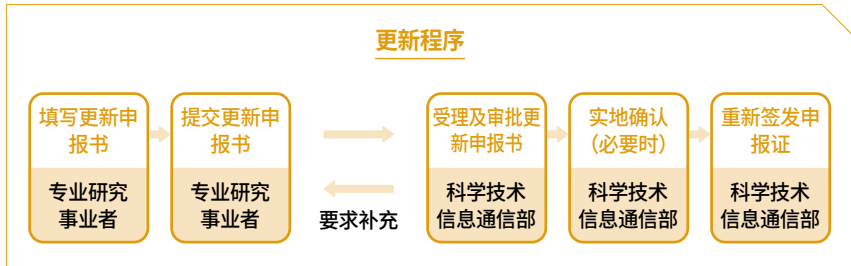 更新程序
填写更新申
报书
专业研究
事业者
提交更新申
报书
专业研究
事业者
要求补充
受理及审批更
新申报书
科学技术
信息通信部
实地确认
（必要时）
科学技术
信息通信部
重新签发申
报证
科学技术
信息通信部